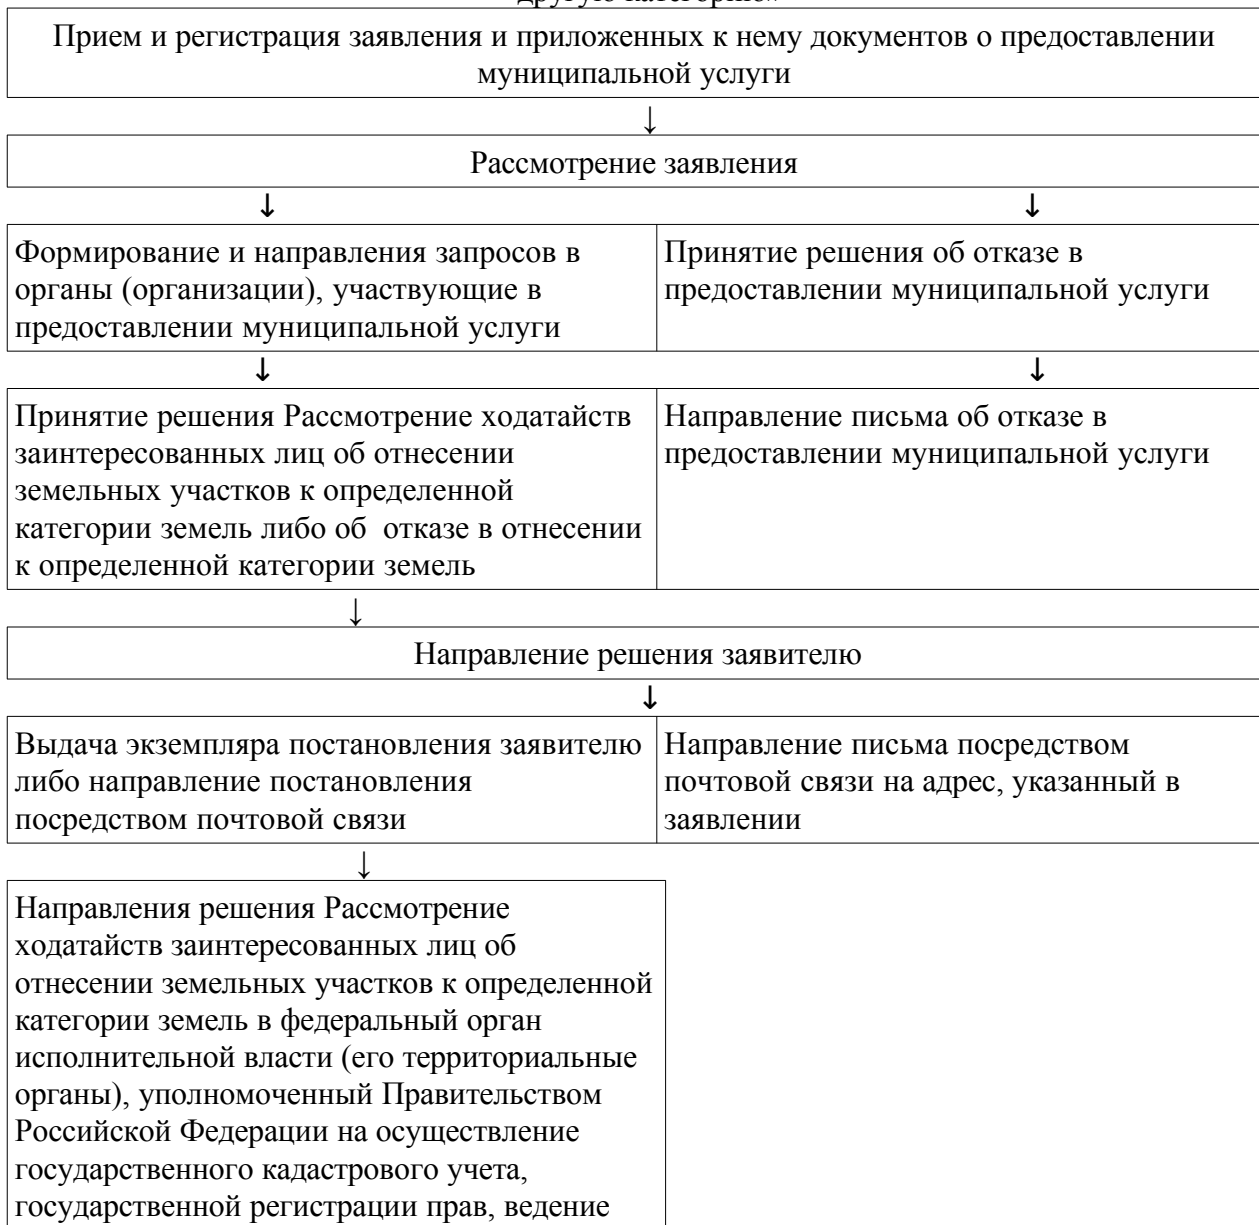 другую категорию»
Прием и регистрация заявления и приложенных к нему документов о предоставлении
муниципальной услуги
↓
Рассмотрение заявления
↓ ↓
Формирование и направления запросов в
органы (организации), участвующие в
предоставлении муниципальной услуги
Принятие решения об отказе в
предоставлении муниципальной услуги
↓ ↓
Принятие решения Рассмотрение ходатайств
заинтересованных лиц об отнесении
земельных участков к определенной
категории земель либо об отказе в отнесении
к определенной категории земель
Направление письма об отказе в
предоставлении муниципальной услуги
↓
Направление решения заявителю
↓
Выдача экземпляра постановления заявителю
либо направление постановления
посредством почтовой связи
Направление письма посредством
почтовой связи на адрес, указанный в
заявлении
↓
Направления решения Рассмотрение
ходатайств заинтересованных лиц об
отнесении земельных участков к определенной
категории земель в федеральный орган
исполнительной власти (его территориальные
органы), уполномоченный Правительством
Российской Федерации на осуществление
государственного кадастрового учета,
государственной регистрации прав, ведение